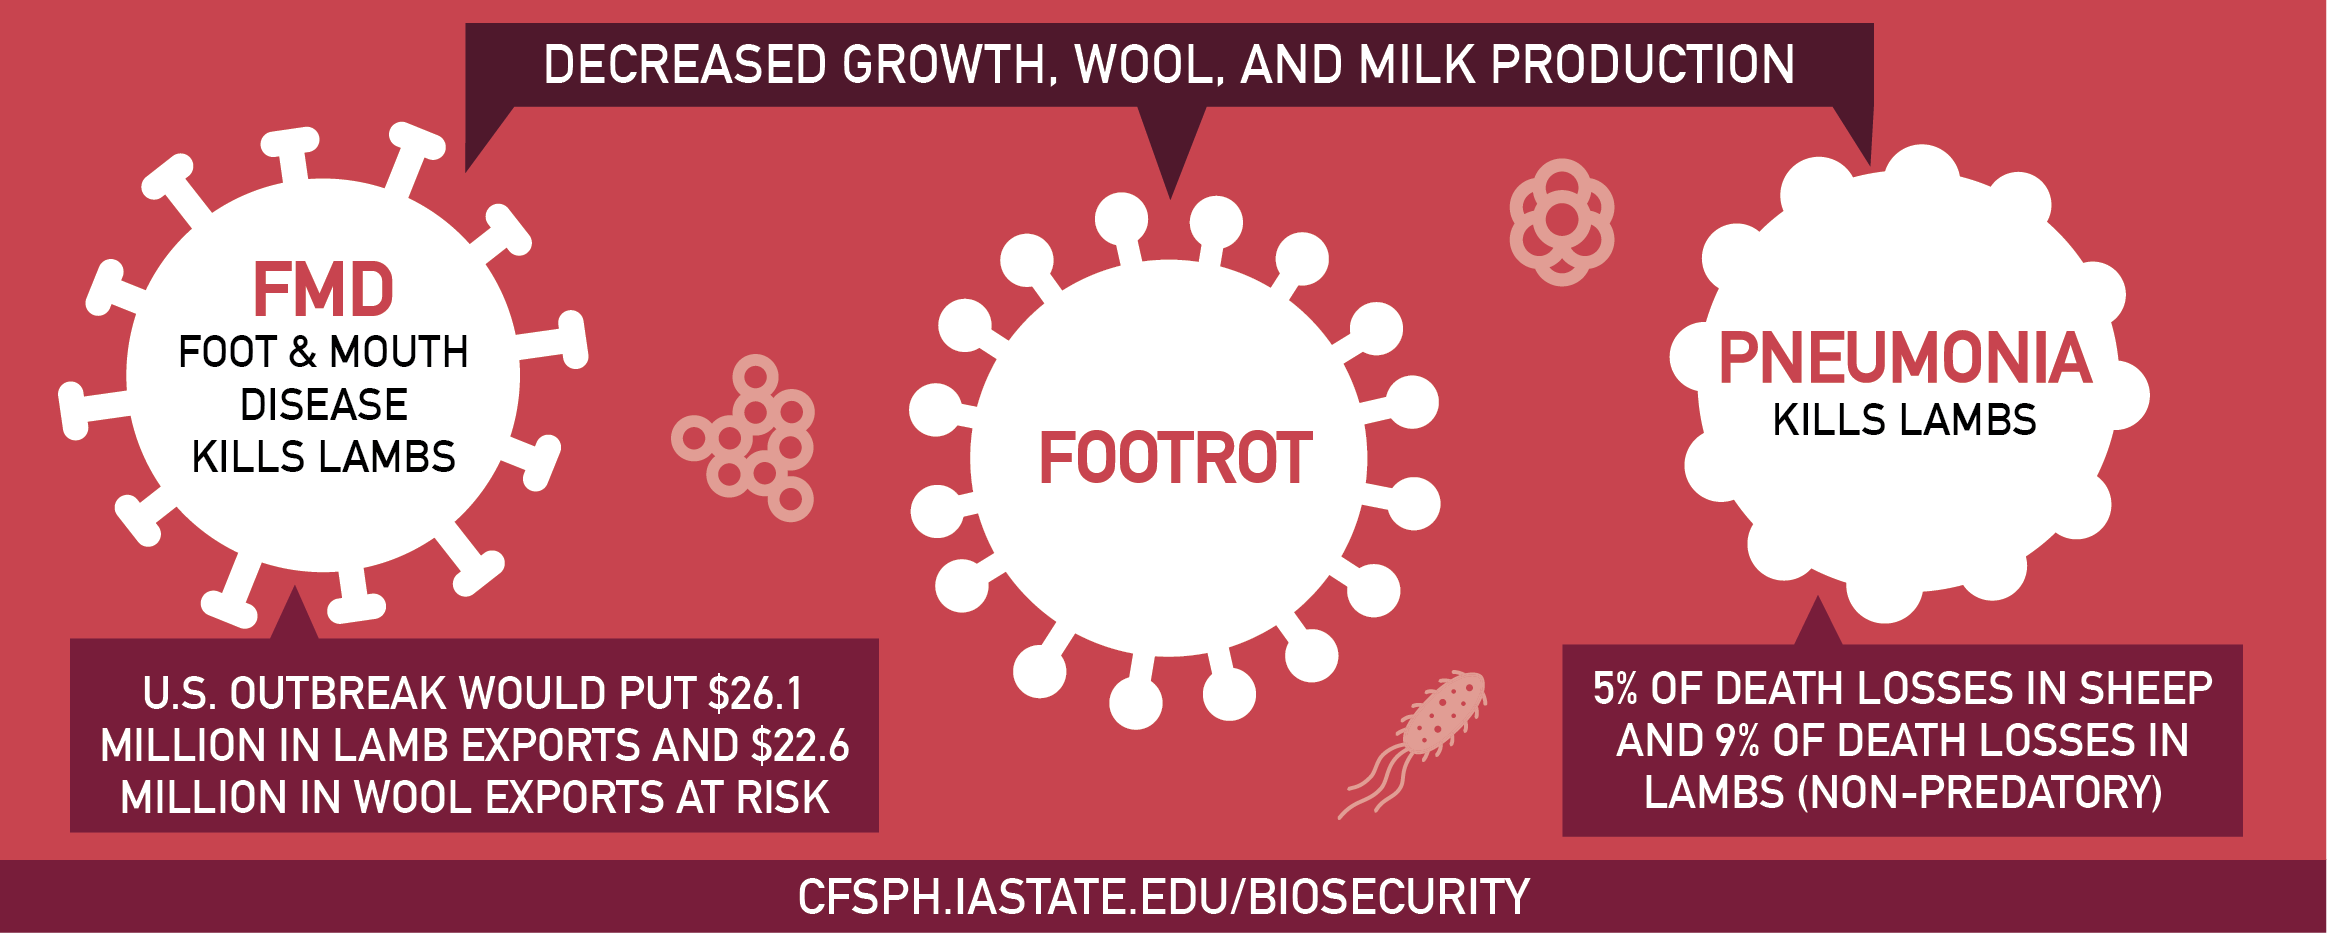 DECREASED GROWTH, WOOL, AND MILK PRODUCTION
FMD
FOOT & MOUTH
DISEASE
KILLS LAMBS
FOOTROT
PNEUMONIA
KILLS LAMBS
U.S. OUTBREAK WOULD PUT $26.1
MILLION IN LAMB EXPORTS AND $22.6
MILLION IN WOOL EXPORTS AT RISK
5% OF DEATH LOSSES IN SHEEP
AND 9% OF DEATH LOSSES IN
LAMBS (NON-PREDATORY)
CFSPH.IASTATE.EDU/BIOSECURITY